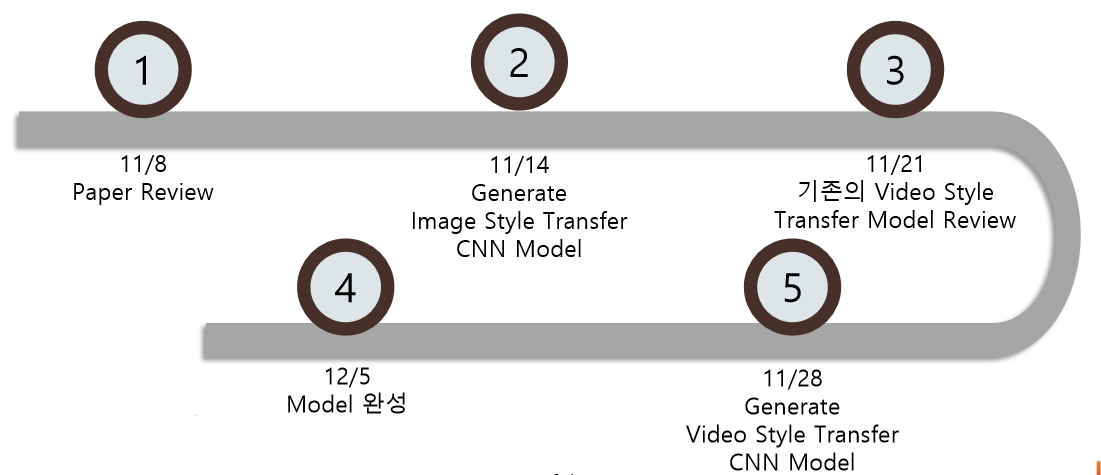 1
11/8
Paper Review
2
11/14
Generate
Image Style Transfer
CNN Model
3
11/21
기존의 Video Style
Transfer Model Review
4
12/5
Model 완성
5
11/28
Generate
Video Style Transfer
CNN Model